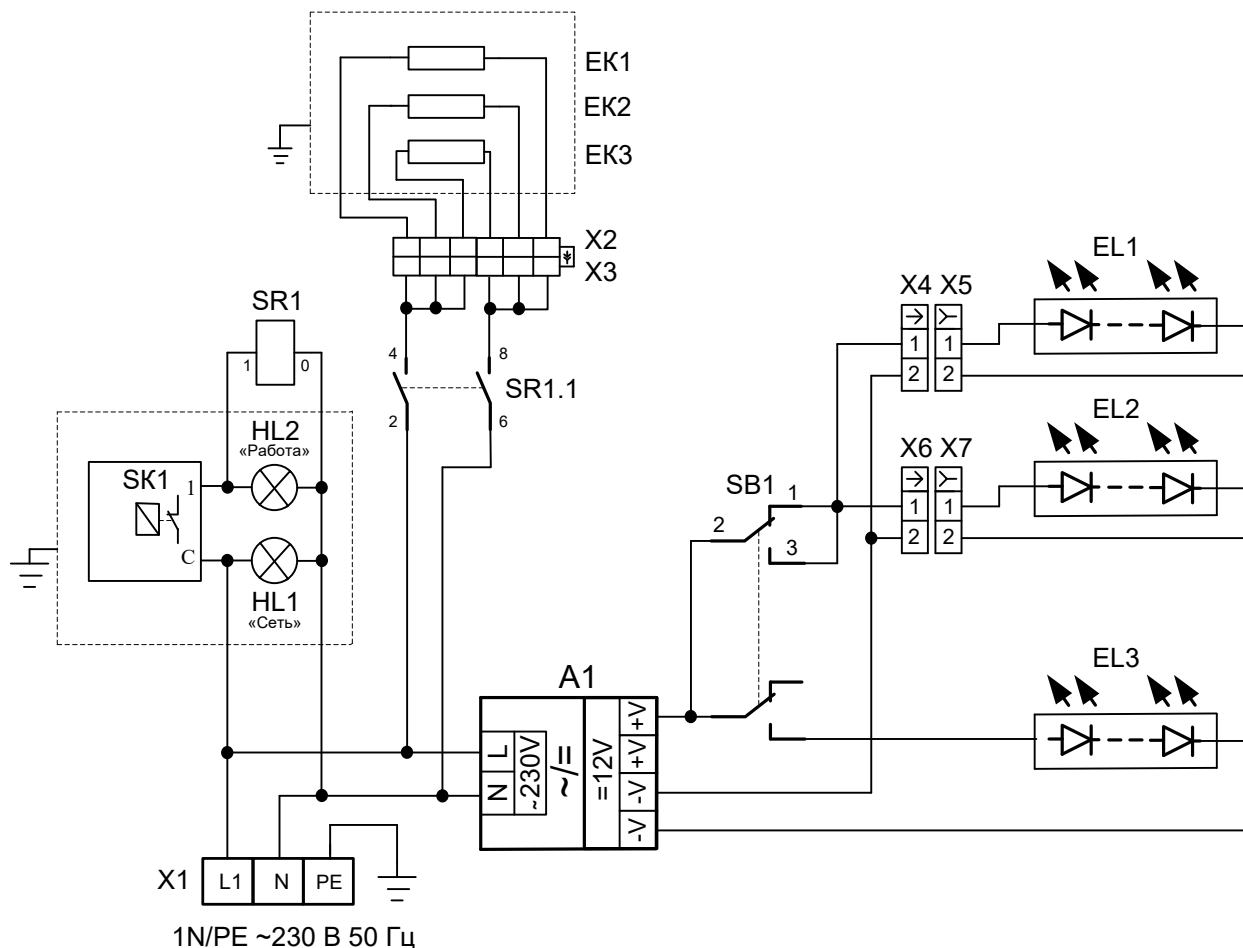 EK1
EK2
EK3
X2
X3
SR1
1 0
4 8
SR1.1
2 6
HL2
«Работа»
SK1
1
C
HL1
«Сеть»
X4 X5
1 1
2 2
EL1
X6 X7
1 1
2 2
EL2
SB1
1
2
3
EL3
A1
L
N
~230V
~/=
=12V
+V
+V
-V
-V
X1
L1 N PE
1N/PE ~230 В 50 Гц